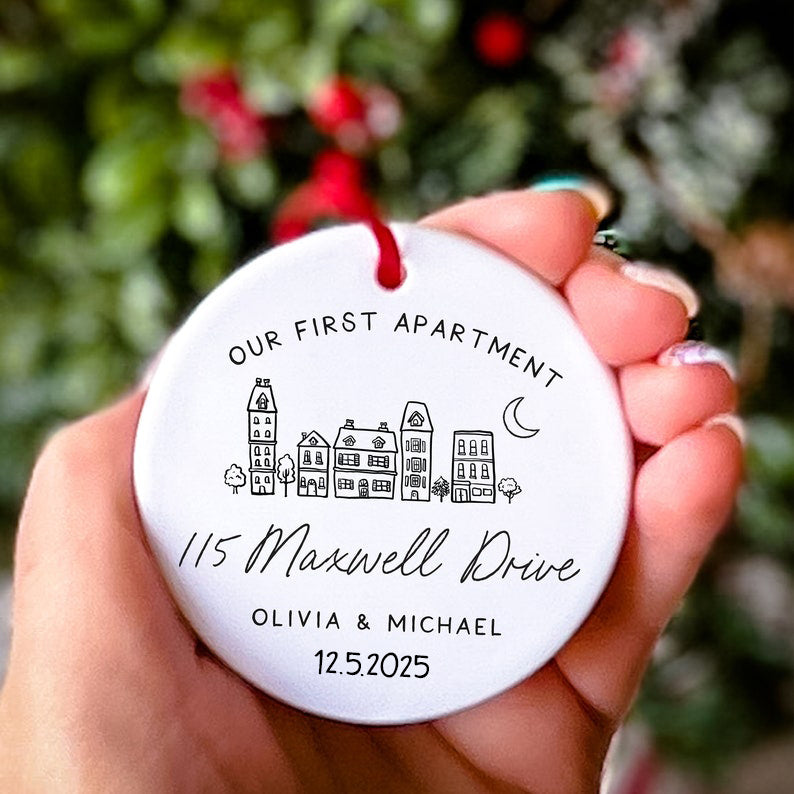 OUR FIRST APARTMENT
115 Maxwell Drive
OLIVIA & MICHAEL
12.5.2025